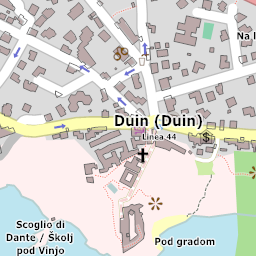 Na l
Duin (Duin)
Linea 44
Scoglio di
Dante / Školj
pod Vinjo
Pod gradom